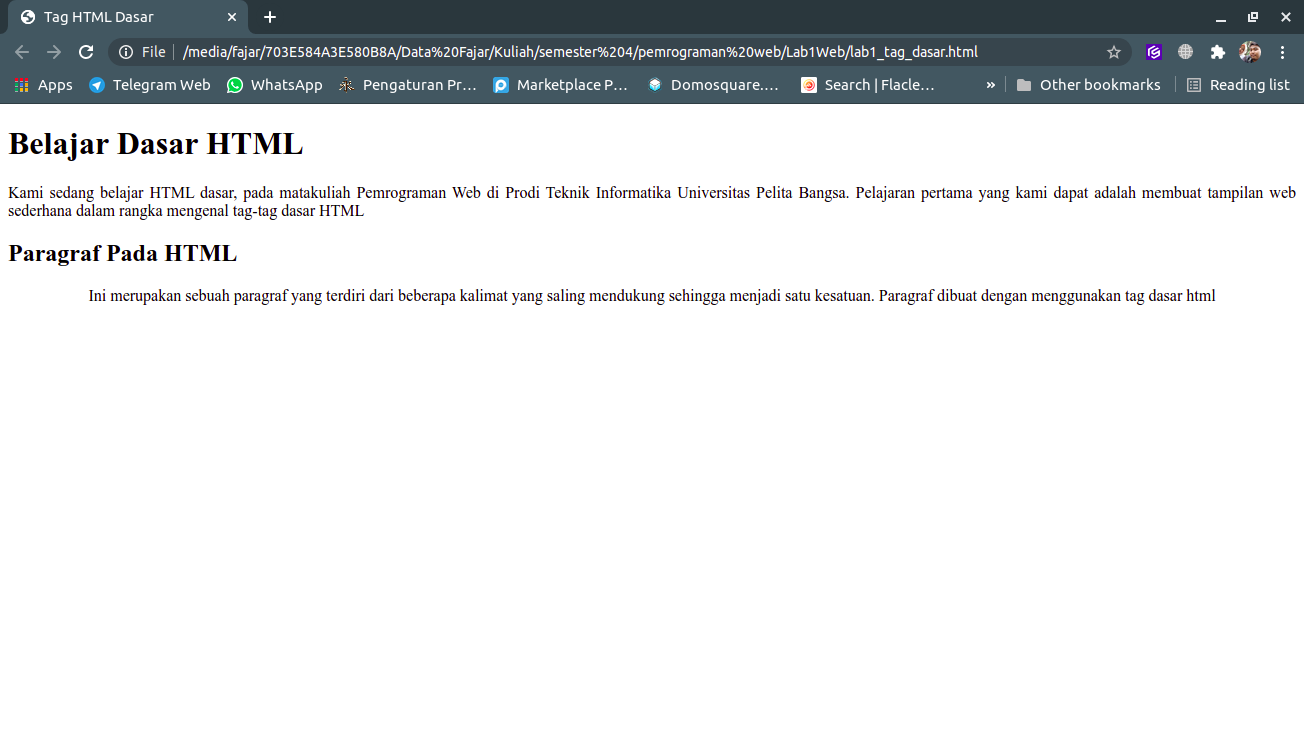 Tag HTML Dasar
File /media/fajar/703E584A3E580B8A/Data%20Fajar/Kuliah/semester%204/pemrograman%20web/Lab1Web/lab1_tag_dasar.html
Apps Telegram Web WhatsApp Pengaturan Pr... Marketplace P... Domosquare.... Search | Flacle... » Other bookmarks Reading list
Belajar Dasar HTML
Kami sedang belajar HTML dasar, pada matakuliah Pemrograman Web di Prodi Teknik Informatika Universitas Pelita Bangsa. Pelajaran pertama yang kami dapat adalah membuat tampilan web
sederhana dalam rangka mengenal tag-tag dasar HTML
Paragraf Pada HTML
Ini merupakan sebuah paragraf yang terdiri dari beberapa kalimat yang saling mendukung sehingga menjadi satu kesatuan. Paragraf dibuat dengan menggunakan tag dasar html